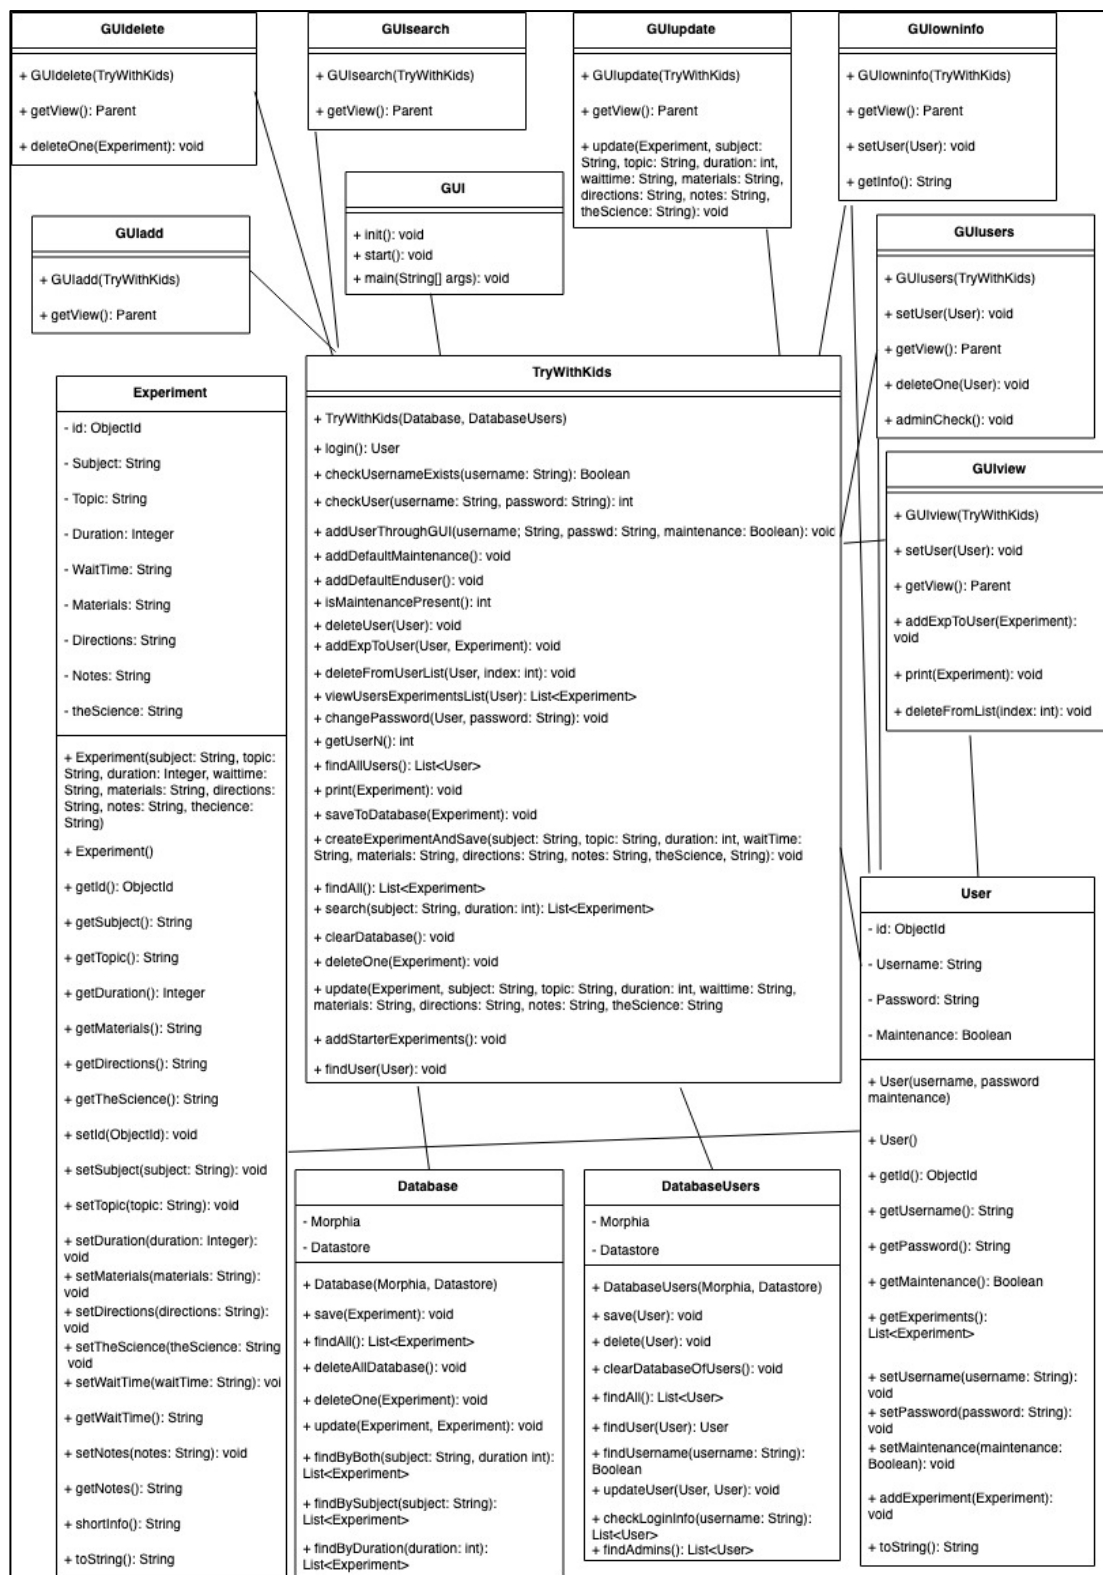 GUIdelete
+ GUIdelete(TryWithKids)
+ getView(): Parent
+ deleteOne(Experiment): void
GUIsearch
+ GUIsearch(TryWithKids)
+ getView(): Parent
GUIupdate
+ GUIupdate(TryWithKids)
+ getView(): Parent
+ update(Experiment, subject:
String, topic: String, duration: int,
waittime: String, materials: String,
directions: String, notes: String,
theScience: String): void
GUIowninfo
+ GUIowninfo(TryWithKids)
+ getView(): Parent
+ setUser(User): void
+ getInfo(): String
GUI
+ init(): void
+ start(): void
+ main(String[] args): void
GUIadd
+ GUIadd(TryWithKids)
+ getView(): Parent
GUIusers
+ GUIusers(TryWithKids)
+ setUser(User): void
+ getView(): Parent
+ deleteOne(User): void
+ adminCheck(): void
GUIview
+ GUIview(TryWithKids)
+ setUser(User): void
+ getView(): Parent
+ addExpToUser(Experiment):
void
+ print(Experiment): void
+ deleteFromList(index: int): void
Experiment
- id: ObjectId
- Subject: String
- Topic: String
- Duration: Integer
- WaitTime: String
- Materials: String
- Directions: String
- Notes: String
- theScience: String
+ Experiment(subject: String, topic:
String, duration: Integer, waittime:
String, materials: String, directions:
String, notes: String, thecience:
String)
+ Experiment()
+ getId(): ObjectId
+ getSubject(): String
+ getTopic(): String
+ getDuration(): Integer
+ getMaterials(): String
+ getDirections(): String
+ getTheScience(): String
+ setId(ObjectId): void
+ setSubject(subject: String): void
+ setTopic(topic: String): void
+ setDuration(duration: Integer):
void
+ setMaterials(materials: String):
void
+ setDirections(directions: String):
void
+ setTheScience(theScience: String
void
+ setWaitTime(waitTime: String): voi
+ getWaitTime(): String
+ setNotes(notes: String): void
+ getNotes(): String
+ shortInfo(): String
+ toString(): String
TryWithKids
+ TryWithKids(Database, DatabaseUsers)
+ login(): User
+ checkUsernameExists(username: String): Boolean
+ checkUser(username: String, password: String): int
+ addUserThroughGUI(username; String, passwd: String, maintenance: Boolean): void
+ addDefaultMaintenance(): void
+ addDefaultEnduser(): void
+ isMaintenancePresent(): int
+ deleteUser(User): void
+ addExpToUser(User, Experiment): void
+ deleteFromUserList(User, index: int): void
+ viewUsersExperimentsList(User): List<Experiment>
+ changePassword(User, password: String): void
+ getUserN(): int
+ findAllUsers(): List<User>
+ print(Experiment): void
+ saveToDatabase(Experiment): void
+ createExperimentAndSave(subject: String, topic: String, duration: int, waitTime:
String, materials: String, directions: String, notes: String, theScience, String): void
+ findAll(): List<Experiment>
+ search(subject: String, duration: int): List<Experiment>
+ clearDatabase(): void
+ deleteOne(Experiment): void
+ update(Experiment, subject: String, topic: String, duration: int, waittime: String,
materials: String, directions: String, notes: String, theScience: String
+ addStarterExperiments(): void
+ findUser(User): void
User
- id: ObjectId
- Username: String
- Password: String
- Maintenance: Boolean
+ User(username, password
maintenance)
+ User()
+ getId(): ObjectId
+ getUsername(): String
+ getPassword(): String
+ getMaintenance(): Boolean
+ getExperiments():
List<Experiment>
+ setUsername(username: String):
void
+ setPassword(password: String):
void
+ setMaintenance(maintenance:
Boolean): void
+ addExperiment(Experiment):
void
+ toString(): String
Database
- Morphia
- Datastore
+ Database(Morphia, Datastore)
+ save(Experiment): void
+ findAll(): List<Experiment>
+ deleteAllDatabase(): void
+ deleteOne(Experiment): void
+ update(Experiment, Experiment): void
+ findByBoth(subject: String, duration int):
List<Experiment>
+ findBySubject(subject: String):
List<Experiment>
+ findByDuration(duration: int):
List<Experiment>
DatabaseUsers
- Morphia
- Datastore
+ DatabaseUsers(Morphia, Datastore)
+ save(User): void
+ delete(User): void
+ clearDatabaseOfUsers(): void
+ findAll(): List<User>
+ findUser(User): User
+ findUsername(username: String):
Boolean
+ updateUser(User, User): void
+ checkLoginInfo(username: String):
List<User>
+ findAdmins(): List<User>